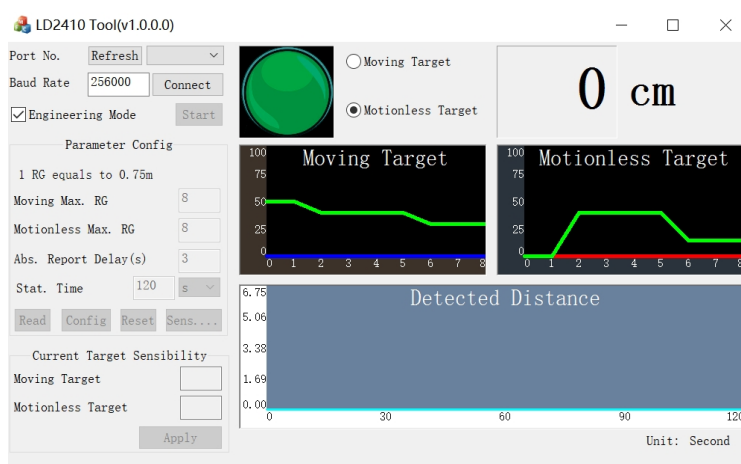 LD2410 Tool(v1.0.0.0)
Port No. Refresh
Baud Rate 256000 Connect
Engineering Mode Start
Parameter Config
1 RG equals to 0.75m
Moving Max. RG 8
Motionless Max. RG 8
Abs. Report Delay(s) 3
Stat. Time 120 s
Read Config Reset Sens....
Current Target Sensibility
Moving Target
Motionless Target
Apply
Moving Target
Motionless Target
0 cm
Moving Target
100
75
50
25
0
0 1 2 3 4 5 6 7 8
Motionless Target
100
75
50
25
0
0 1 2 3 4 5 6 7 8
Detected Distance
6.75
5.06
3.38
1.69
0.00
0 30 60 90 120
Unit: Second